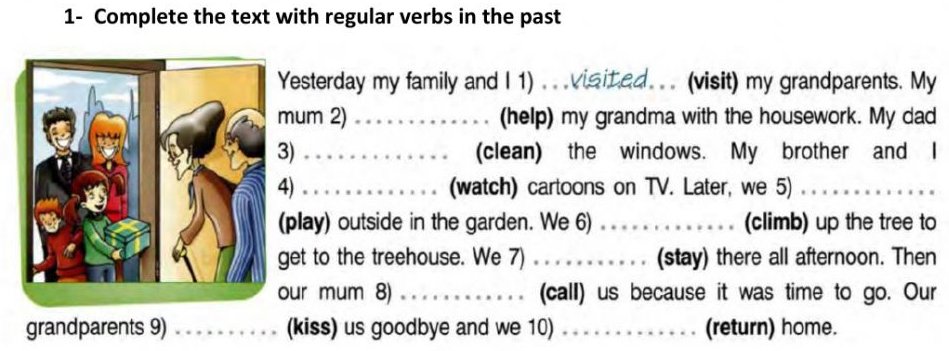 1- Complete the text with regular verbs in the past
Yesterday my family and I 1) ...visited... (visit) my grandparents. My
mum 2) ............. (help) my grandma with the housework. My dad
3) .............. (clean) the windows. My brother and I
4) ............. (watch) cartoons on TV. Later, we 5) .............
(play) outside in the garden. We 6) ............. (climb) up the tree to
get to the treehouse. We 7) ........... (stay) there all afternoon. Then
our mum 8) ............ (call) us because it was time to go. Our
grandparents 9) .......... (kiss) us goodbye and we 10) ............. (return) home.